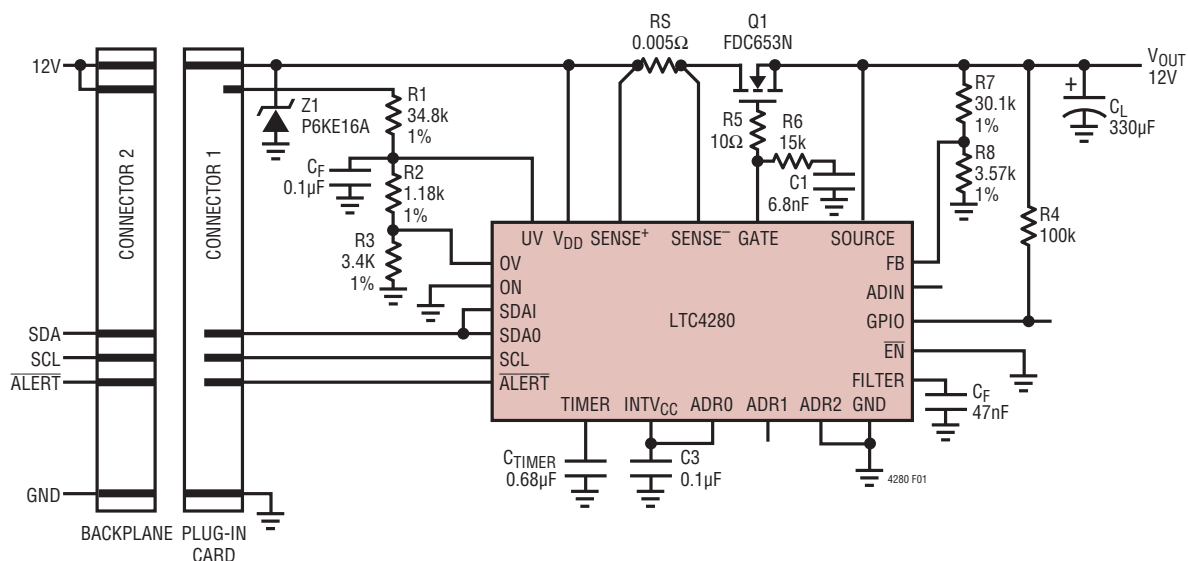 RS
0.005Ω
Q1
FDC653N
12V
VOUT
12V
Z1
P6KE16A
R1
34.8k
1%
R5
10Ω
R6
15k
R7
30.1k
1%
+
CL
330µF
CONNECTOR 2
CONNECTOR 1
CF
0.1µF
R2
1.18k
1%
C1
6.8nF
R8
3.57k
1%
R3
3.4K
1%
R4
100k
UV VDD SENSE+ SENSE– GATE SOURCE
OV
ON
SDAI
SDA0
SCL
ALERT
LTC4280
FB
ADIN
GPIO
EN
FILTER
SDA
SCL
ALERT
TIMER INTVCC ADR0 ADR1 ADR2 GND
CF
47nF
CTIMER
0.68µF
C3
0.1µF
4280 F01
GND
BACKPLANE PLUG-IN
CARD